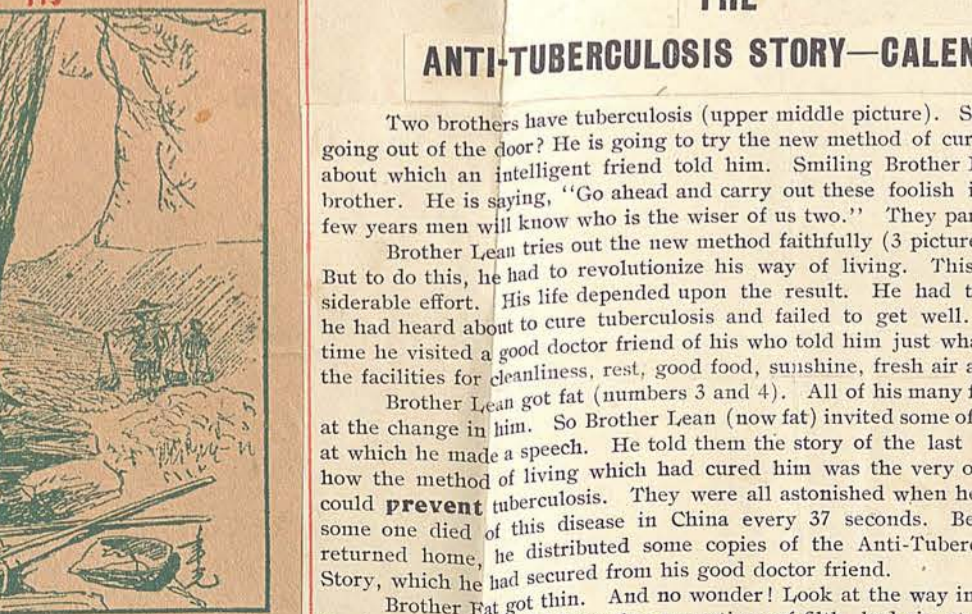 THE
ANTI-TUBERCULOSIS STORY—CALEN
Two brothers have tuberculosis (upper middle picture). S
going out of the door? He is going to try the new method of cur
about which an intelligent friend told him. Smiling Brother
brother. He is saying, "Go ahead and carry out these foolish i
few years men will know who is the wiser of us two." They par
Brother Lean tries out the new method faithfully (3 picture
But to do this, he had to revolutionize his way of living. This
siderable effort. His life depended upon the result. He had t
he had heard about to cure tuberculosis and failed to get well.
time he visited a good doctor friend of his who told him just wha
the facilities for cleanliness, rest, good food, sunshine, fresh air a
Brother Lean got fat (numbers 3 and 4). All of his many f
at the change in him. So Brother Lean (now fat) invited some of
at which he made a speech. He told them the story of the last
how the method of living which had cured him was the very o
could prevent tuberculosis. They were all astonished when he
some one died of this disease in China every 37 seconds. Be
returned home, he distributed some copies of the Anti-Tuberc
Story, which he had secured from his good doctor friend.
Brother Fat got thin. And no wonder! Look at the way in